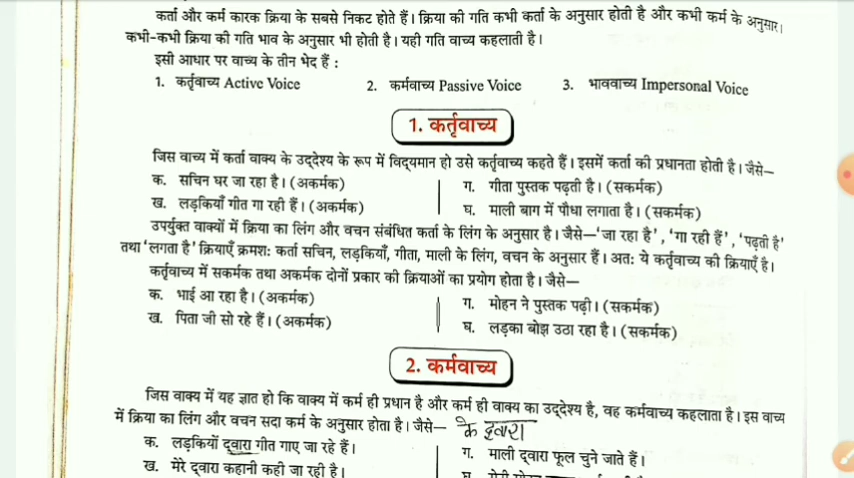 कर्ता और कर्म कारक क्रिया के सबसे निकट होते हैं। क्रिया की गति कभी कर्ता के अनुसार होती है और कभी कर्म के अनुसार।
कभी-कभी क्रिया की गति भाव के अनुसार भी होती है। यही गति वाच्य कहलाती है।
इसी आधार पर वाच्य के तीन भेद हैं :
1. कर्तृवाच्य Active Voice 2. कर्मवाच्य Passive Voice 3. भाववाच्य Impersonal Voice
1. कर्तृवाच्य
जिस वाच्य में कर्ता वाक्य के उद्देश्य के रूप में विद्यमान हो उसे कर्तृवाच्य कहते हैं। इसमें कर्ता की प्रधानता होती है। जैसे—
क. सचिन घर जा रहा है। (अकर्मक) ग. गीता पुस्तक पढ़ती है। (सकर्मक)
ख. लड़कियाँ गीत गा रही हैं। (अकर्मक) घ. माली बाग में पौधा लगाता है। (सकर्मक)
उपर्युक्त वाक्यों में क्रिया का लिंग और वचन संबंधित कर्ता के लिंग के अनुसार है। जैसे—‘जा रहा है’, ‘गा रही हैं’, ‘पढ़ती है’
तथा ‘लगता है’ क्रियाएँ क्रमशः कर्ता सचिन, लड़कियाँ, गीता, माली के लिंग, वचन के अनुसार हैं। अतः ये कर्तृवाच्य की क्रियाएँ है।
कर्तृवाच्य में सकर्मक तथा अकर्मक दोनों प्रकार की क्रियाओं का प्रयोग होता है। जैसे—
क. भाई आ रहा है। (अकर्मक) ग. मोहन ने पुस्तक पढ़ी। (सकर्मक)
ख. पिता जी सो रहे हैं। (अकर्मक) घ. लड़का बोझ उठा रहा है। (सकर्मक)
2. कर्मवाच्य
जिस वाक्य में यह ज्ञात हो कि वाक्य में कर्म ही प्रधान है और कर्म ही वाक्य का उद्देश्य है, वह कर्मवाच्य कहलाता है। इस वाच्य
में क्रिया का लिंग और वचन सदा कर्म के अनुसार होता है। जैसे— के द्वारा
क. लड़कियों द्वारा गीत गाए जा रहे हैं। ग. माली द्वारा फूल चुने जाते हैं।
ख. मेरे द्वारा कहानी कही जा रही है। घ.